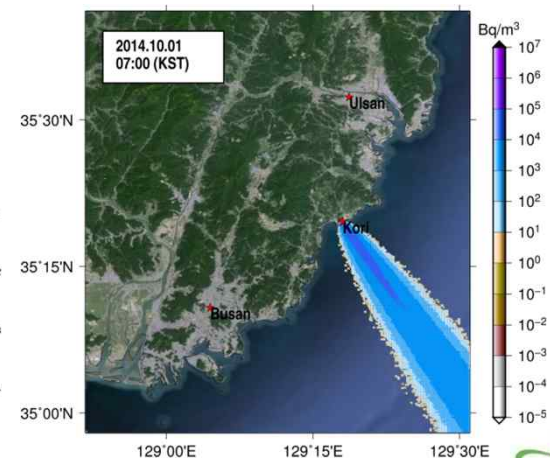 Bq/m³
2014.10.01
07:00 (KST)
10⁷
10⁶
10⁵
10⁴
10³
10²
10¹
10⁰
10⁻¹
10⁻²
10⁻³
10⁻⁴
10⁻⁵
35°30'N
35°15'N
35°00'N
Ulsan
Kori
Busan
129°00'E
129°15'E
129°30'E